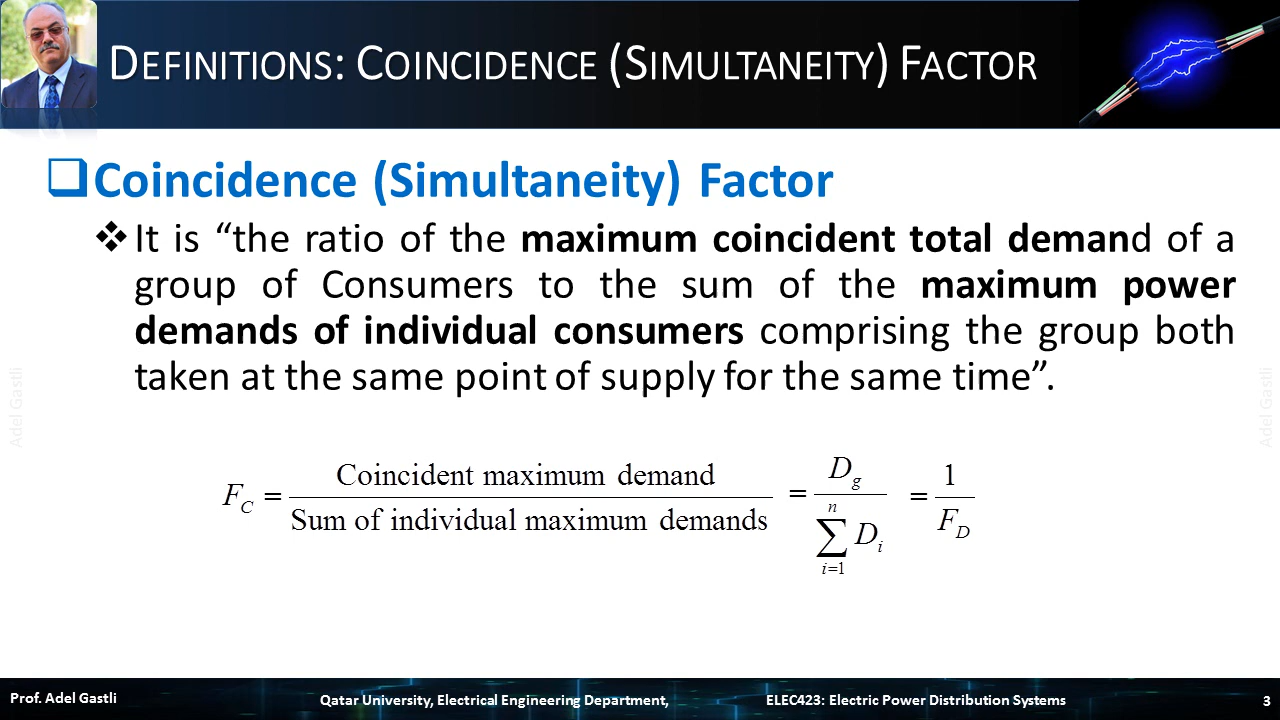 DEFINITIONS: COINCIDENCE (SIMULTANEITY) FACTOR
Coincidence (Simultaneity) Factor
It is “the ratio of the maximum coincident total demand of a
group of Consumers to the sum of the maximum power
demands of individual consumers comprising the group both
taken at the same point of supply for the same time”.
F_C = Coincident maximum demand / Sum of individual maximum demands = D_g / ∑_{i=1}^{n} D_i = 1 / F_D
Adel Gastli
Adel Gastli
Prof. Adel Gastli
Qatar University, Electrical Engineering Department,
ELEC423: Electric Power Distribution Systems
3